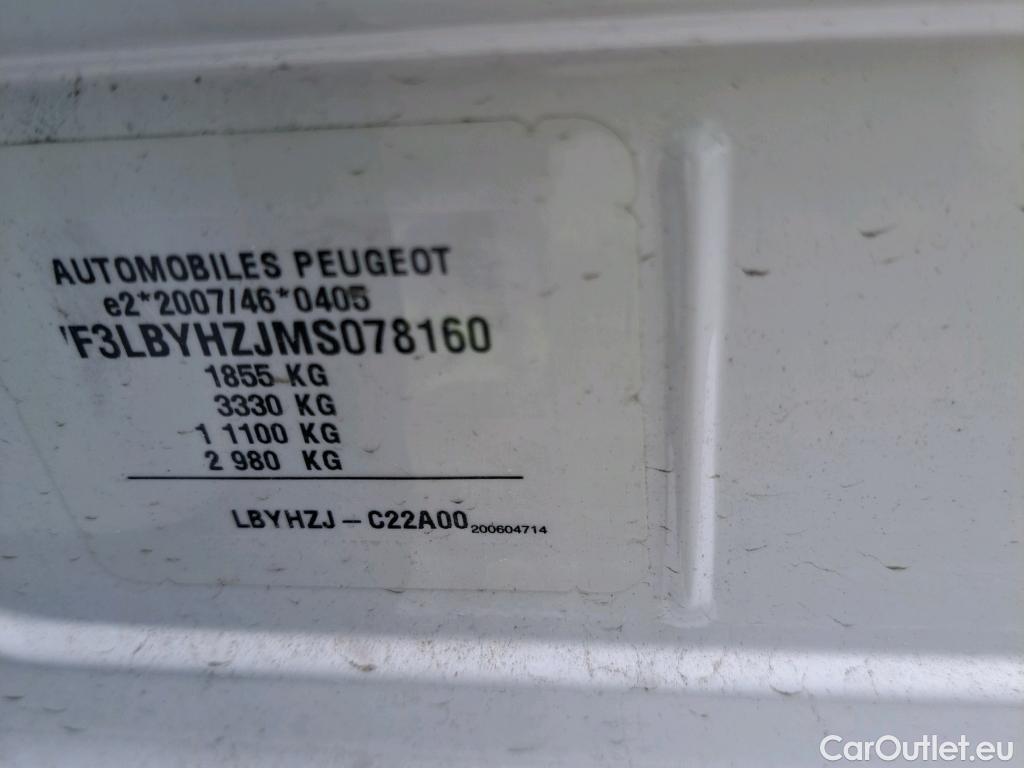 AUTOMOBILES PEUGEOT
e2*2007/46*0405
VF3LBYHZJMS078160
1855 KG
3330 KG
1 1100 KG
2 980 KG
LBYHZJ - C22A00 200604714
CarOutlet.eu